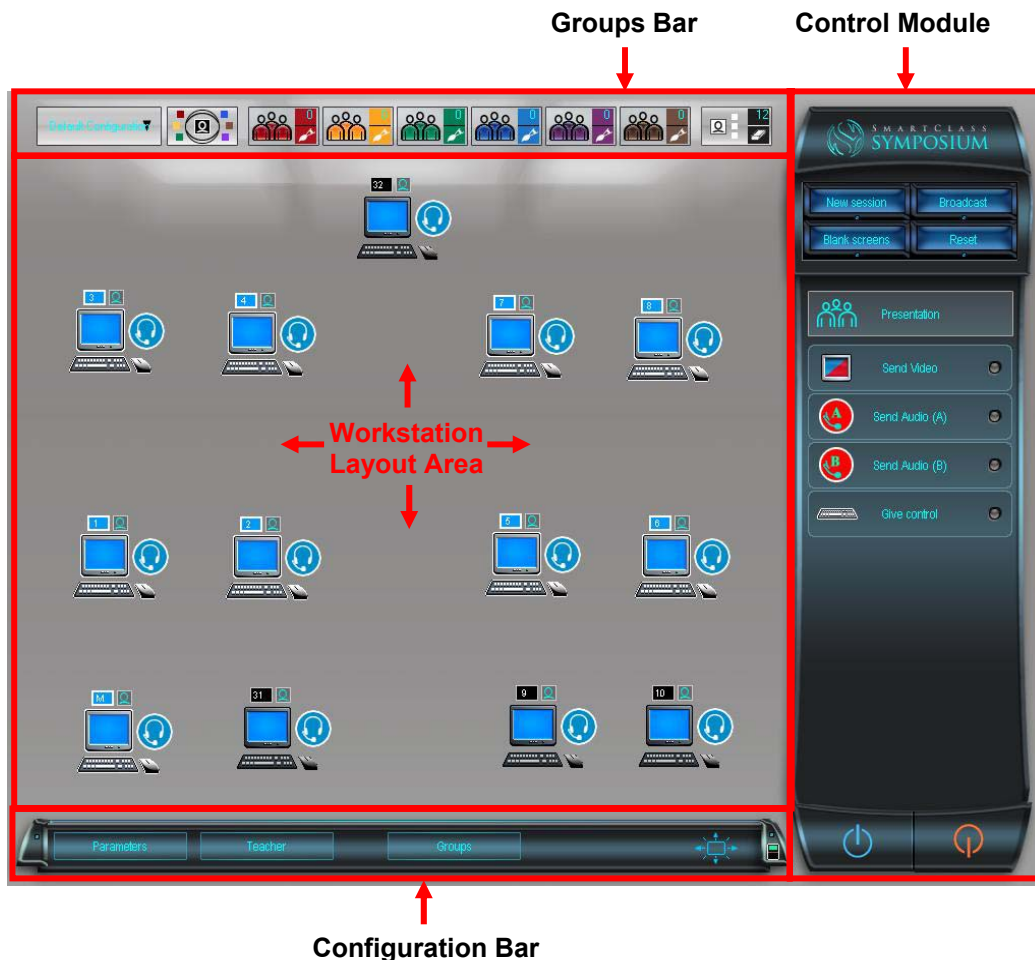 Groups Bar
Control Module
Default Configuration
0
0
0
0
0
0
12
SMARTCLASS
SYMPOSIUM
New session
Broadcast
Blank screens
Reset
Presentation
Send Video
A
Send Audio (A)
B
Send Audio (B)
Give control
32
3
4
7
8
Workstation
Layout Area
1
2
5
6
M
31
9
10
Parameters
Teacher
Groups
Configuration Bar